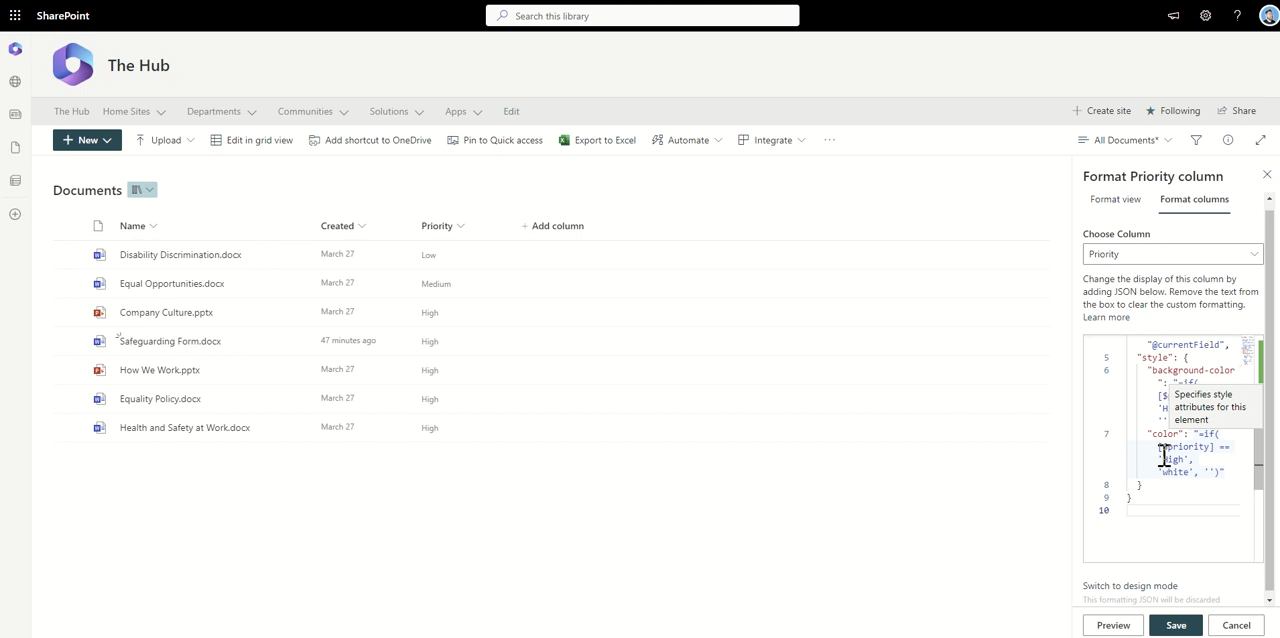 SharePoint
Search this library
The Hub
The Hub Home Sites Departments Communities Solutions Apps Edit
Create site Following Share
New Upload Edit in grid view Add shortcut to OneDrive Pin to Quick access Export to Excel Automate Integrate ...
All Documents*
Documents
Name Created Priority + Add column
Disability Discrimination.docx March 27 Low
Equal Opportunities.docx March 27 Medium
Company Culture.pptx March 27 High
Safeguarding Form.docx 47 minutes ago High
How We Work.pptx March 27 High
Equality Policy.docx March 27 High
Health and Safety at Work.docx March 27 High
Format Priority column
Format view Format columns
Choose Column
Priority
Change the display of this column by
adding JSON below. Remove the text from
the box to clear the custom formatting.
Learn more
"@currentField",
5 "style": {
6 "background-color
": "=if(
Specifies style
attributes for this
element
7 "color": "=if(
[$priority] ==
'High',
'white', '')"
8 }
9 }
10
Switch to design mode
This formatting JSON will be discarded
Preview Save Cancel